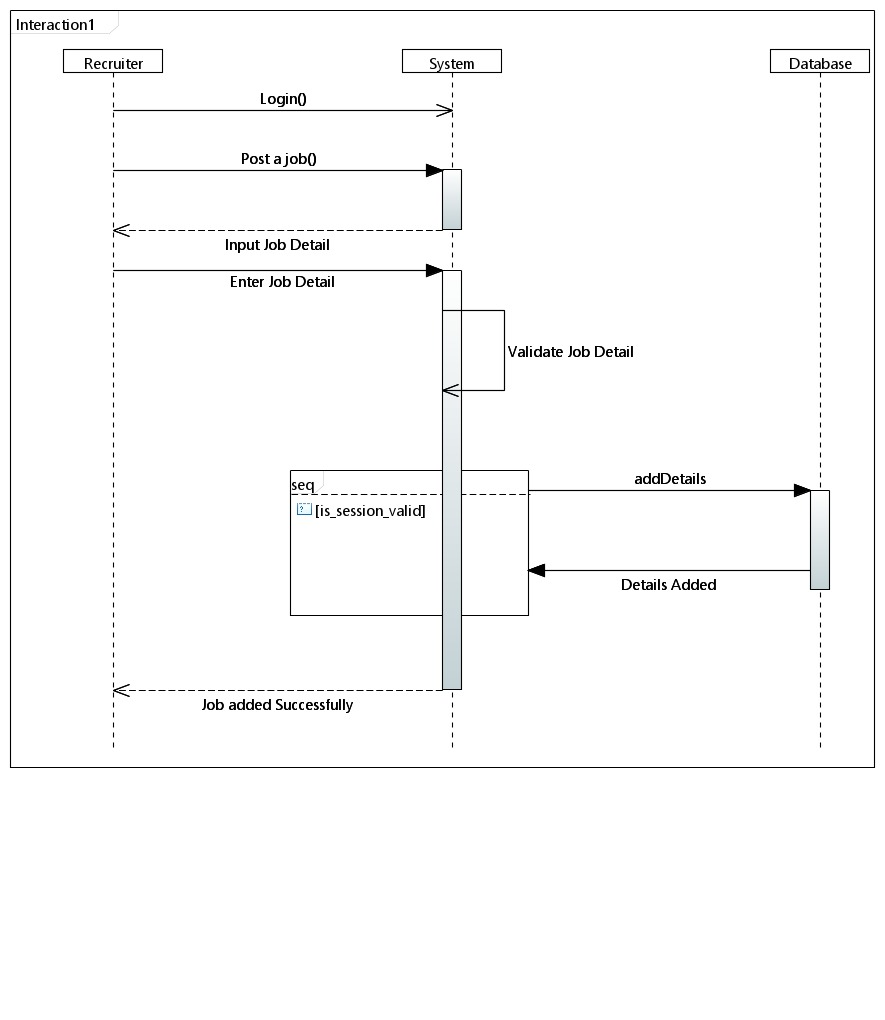 Interaction1
Recruiter
System
Database
Login()
Post a job()
Input Job Detail
Enter Job Detail
Validate Job Detail
seq
addDetails
[is_session_valid]
Details Added
Job added Successfully